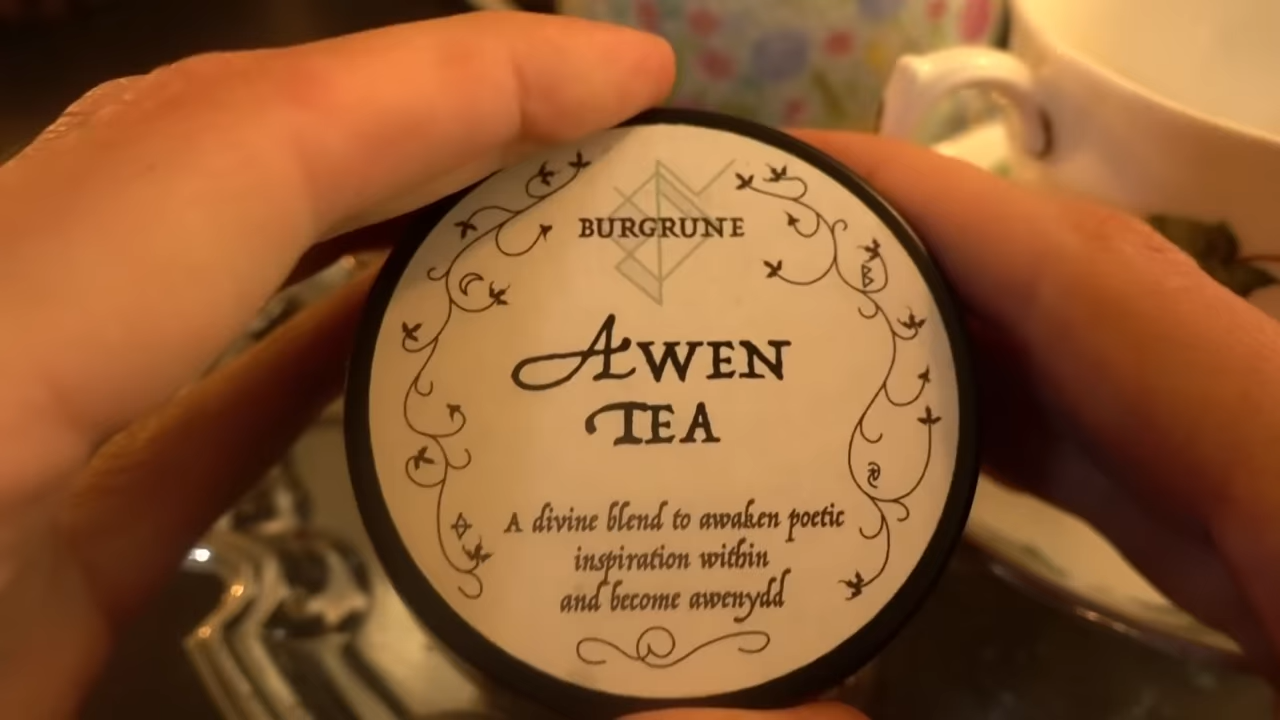 BURGRUNE
AWEN
TEA
A divine blend to awaken poetic
inspiration within
and become awenydd